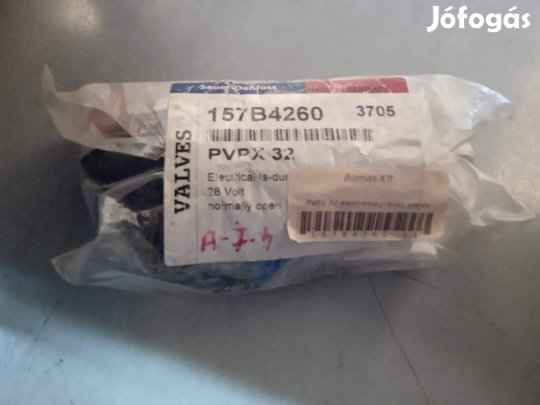 Jófogás
Sauer-Danfoss
157B4260 3705
PVPX 32
VALVES
Electrical
26 Volt
normally open
Bomas Kft.
PVPX 32 elektromágneses
A-7.4